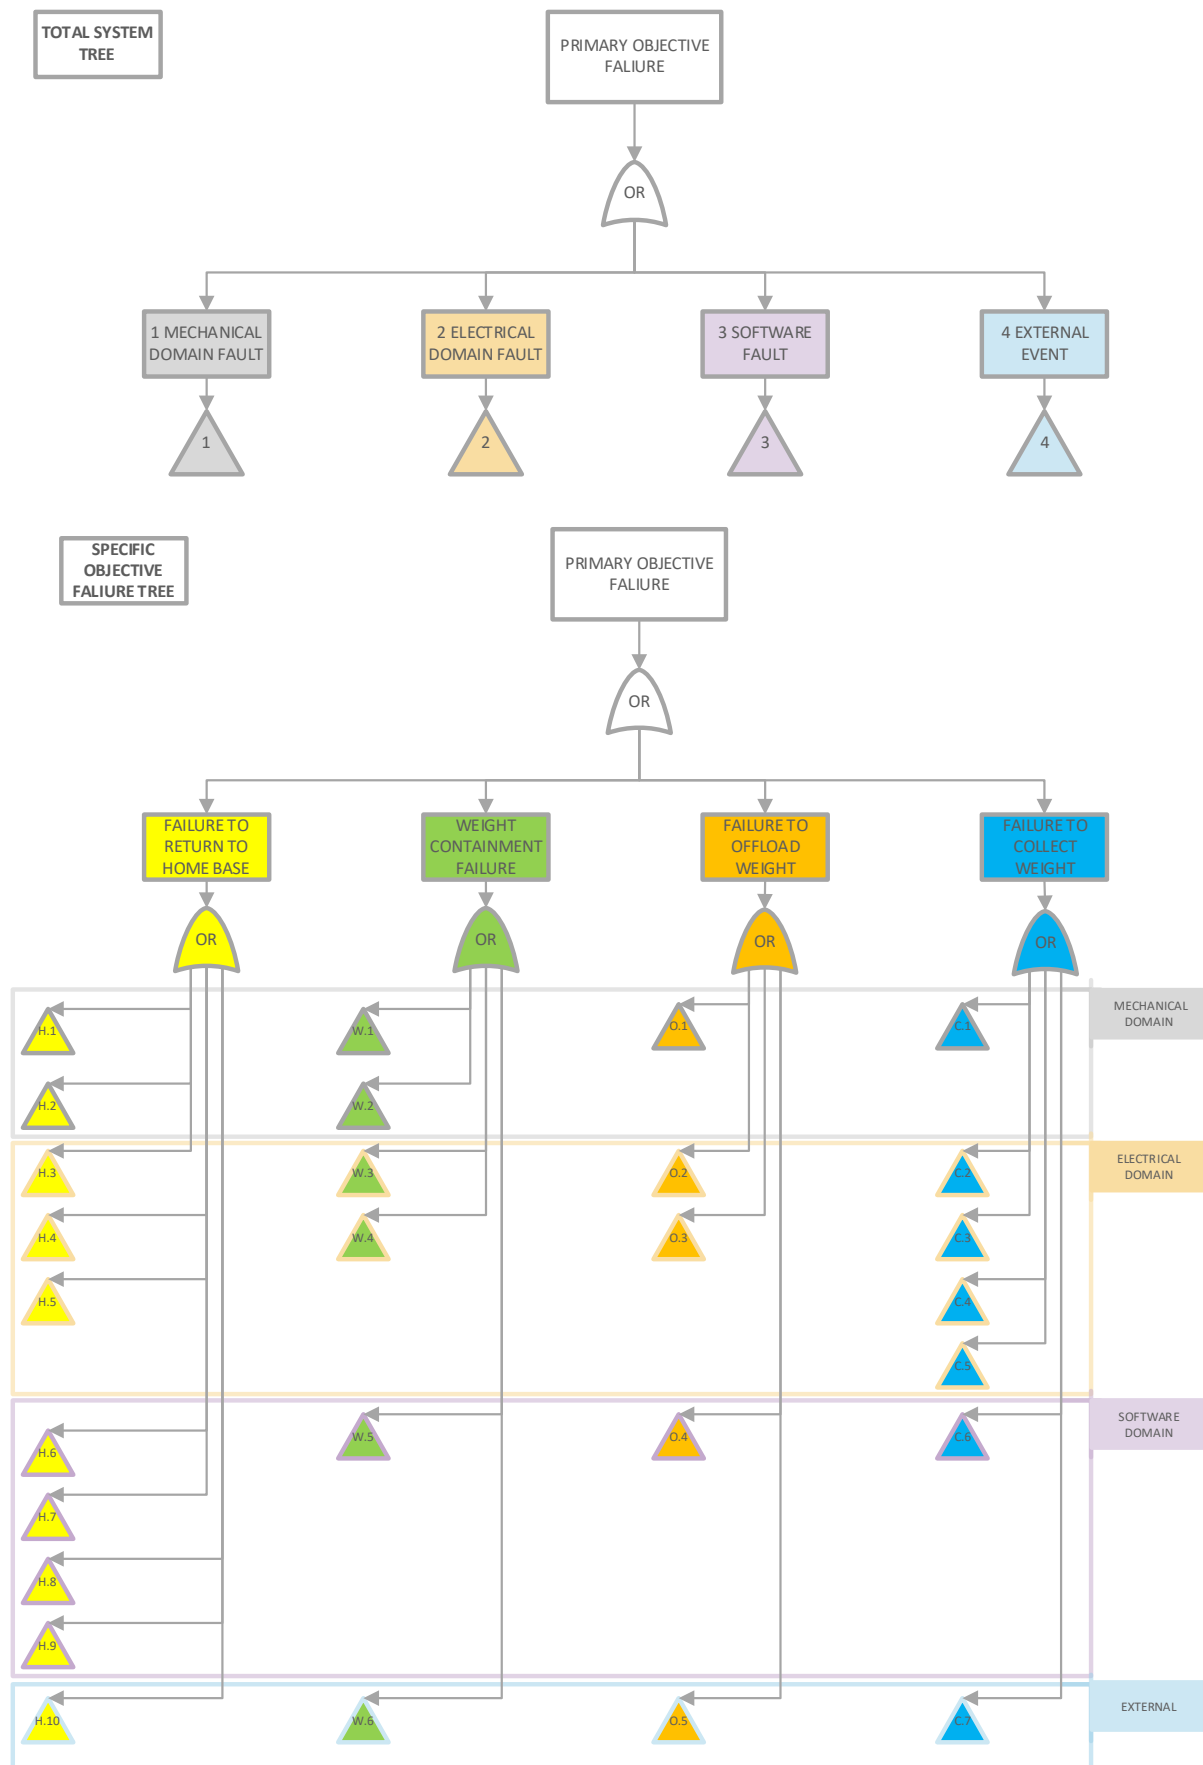 TOTAL SYSTEM
TREE
PRIMARY OBJECTIVE
FALIURE
OR
1 MECHANICAL
DOMAIN FAULT
2 ELECTRICAL
DOMAIN FAULT
3 SOFTWARE
FAULT
4 EXTERNAL
EVENT
1
2
3
4
SPECIFIC
OBJECTIVE
FALIURE TREE
PRIMARY OBJECTIVE
FALIURE
OR
FAILURE TO
RETURN TO
HOME BASE
WEIGHT
CONTAINMENT
FAILURE
FAILURE TO
OFFLOAD
WEIGHT
FAILURE TO
COLLECT
WEIGHT
OR
OR
OR
OR
MECHANICAL
DOMAIN
H.1
W.1
O.1
C.1
H.2
W.2
ELECTRICAL
DOMAIN
H.3
W.3
O.2
C.2
H.4
W.4
O.3
C.3
H.5
C.4
C.5
SOFTWARE
DOMAIN
H.6
W.5
O.4
C.6
H.7
H.8
H.9
EXTERNAL
H.10
W.6
O.5
C.7